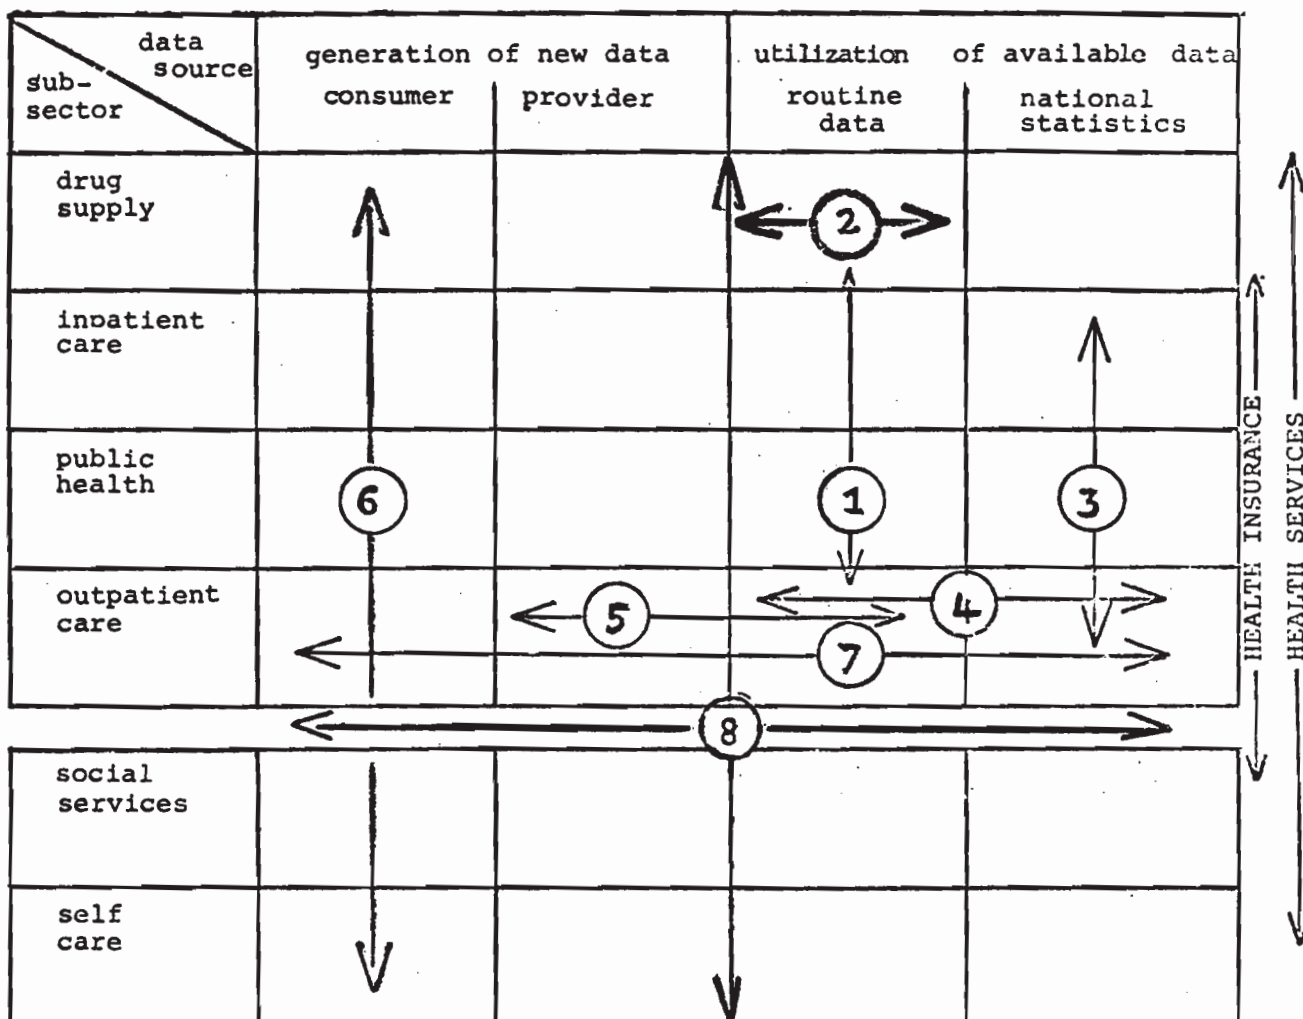 data
source
sub-
sector
generation of new data
consumer
provider
utilization of available data
routine
data
national
statistics
drug
supply
2
inpatient
care
public
health
6
1
3
outpatient
care
5
4
7
8
social
services
self
care
HEALTH INSURANCE
HEALTH SERVICES